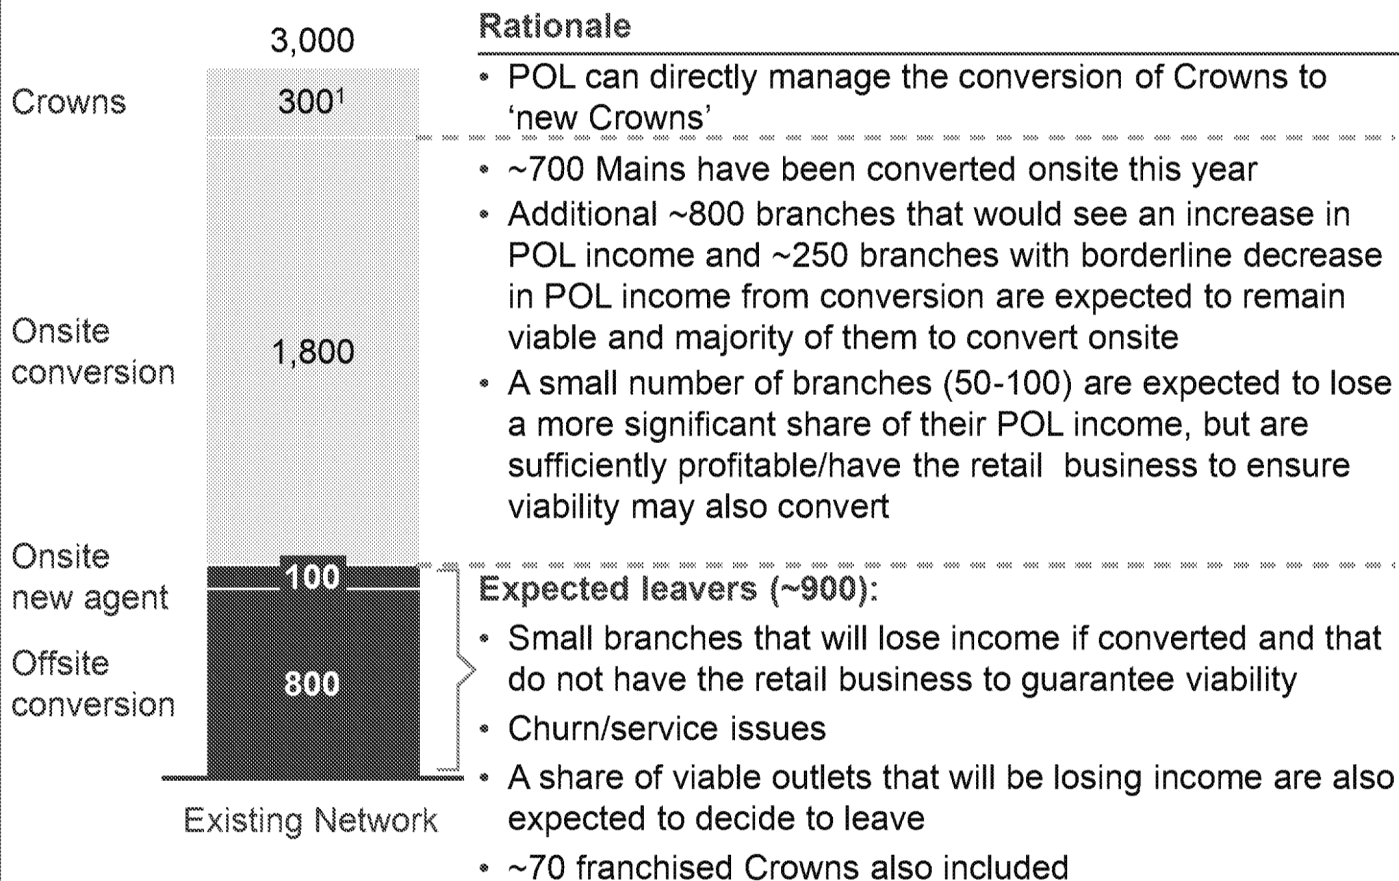 Rationale
3,000
Crowns
300¹
• POL can directly manage the conversion of Crowns to
‘new Crowns’
Onsite
conversion
1,800
• ~700 Mains have been converted onsite this year
• Additional ~800 branches that would see an increase in
POL income and ~250 branches with borderline decrease
in POL income from conversion are expected to remain
viable and majority of them to convert onsite
• A small number of branches (50-100) are expected to lose
a more significant share of their POL income, but are
sufficiently profitable/have the retail business to ensure
viability may also convert
Onsite
new agent
100
Offsite
conversion
800
Expected leavers (~900):
• Small branches that will lose income if converted and that
do not have the retail business to guarantee viability
• Churn/service issues
• A share of viable outlets that will be losing income are also
expected to decide to leave
• ~70 franchised Crowns also included
Existing Network